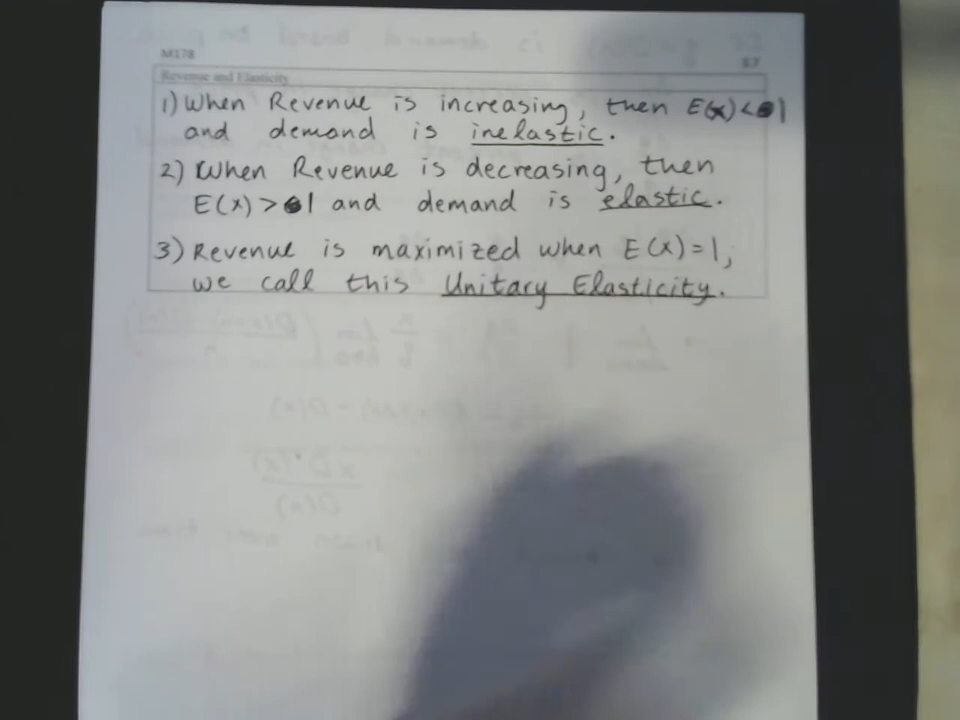 M178 37
Revenue and Elasticity
1) When Revenue is increasing, then E(x) < 1
and demand is inelastic.
2) When Revenue is decreasing, then
E(x) > 1 and demand is elastic.
3) Revenue is maximized when E(x) = 1,
we call this Unitary Elasticity.